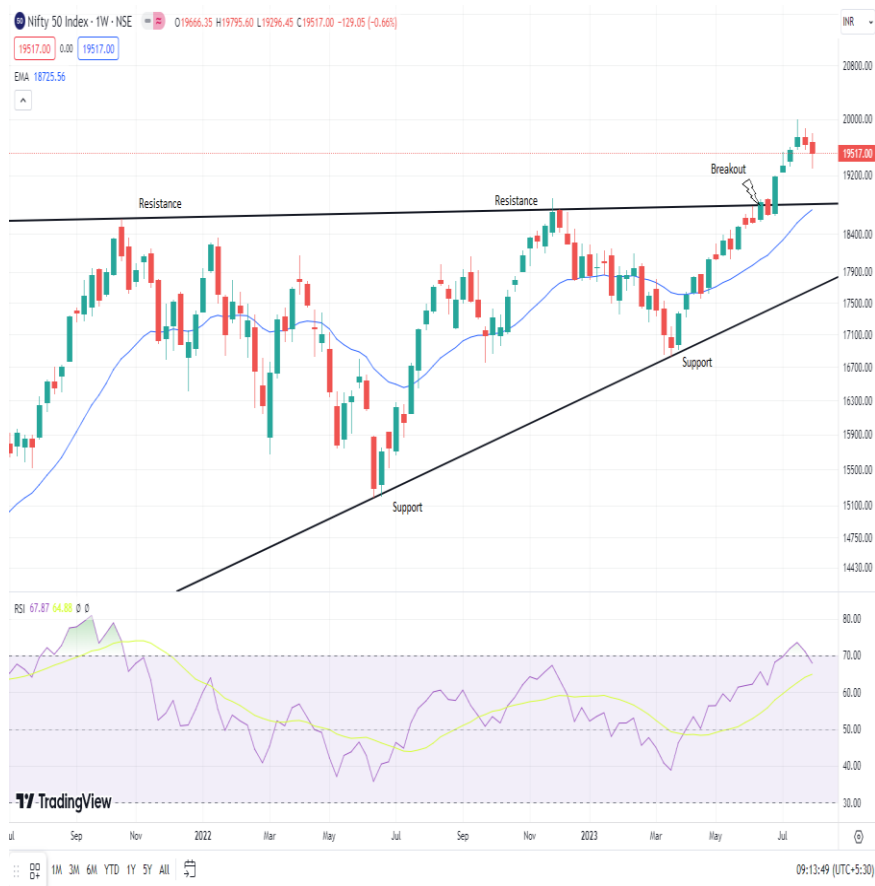 50 Nifty 50 Index · 1W · NSE O19666.35 H19795.60 L19296.45 C19517.00 −129.05 (−0.66%)
INR
19517.00 0.00 19517.00
EMA 18725.56
20800.00
20000.00
19517.00
19200.00
18400.00
17900.00
17500.00
17100.00
16700.00
16300.00
15900.00
15500.00
15100.00
14750.00
14430.00
Breakout
Resistance
Resistance
Support
Support
RSI 67.87 64.88 Ø Ø
80.00
70.00
60.00
50.00
40.00
30.00
TradingView
ul Sep Nov 2022 Mar May Jul Sep Nov 2023 Mar May Jul
1M 3M 6M YTD 1Y 5Y All
09:13:49 (UTC+5:30)